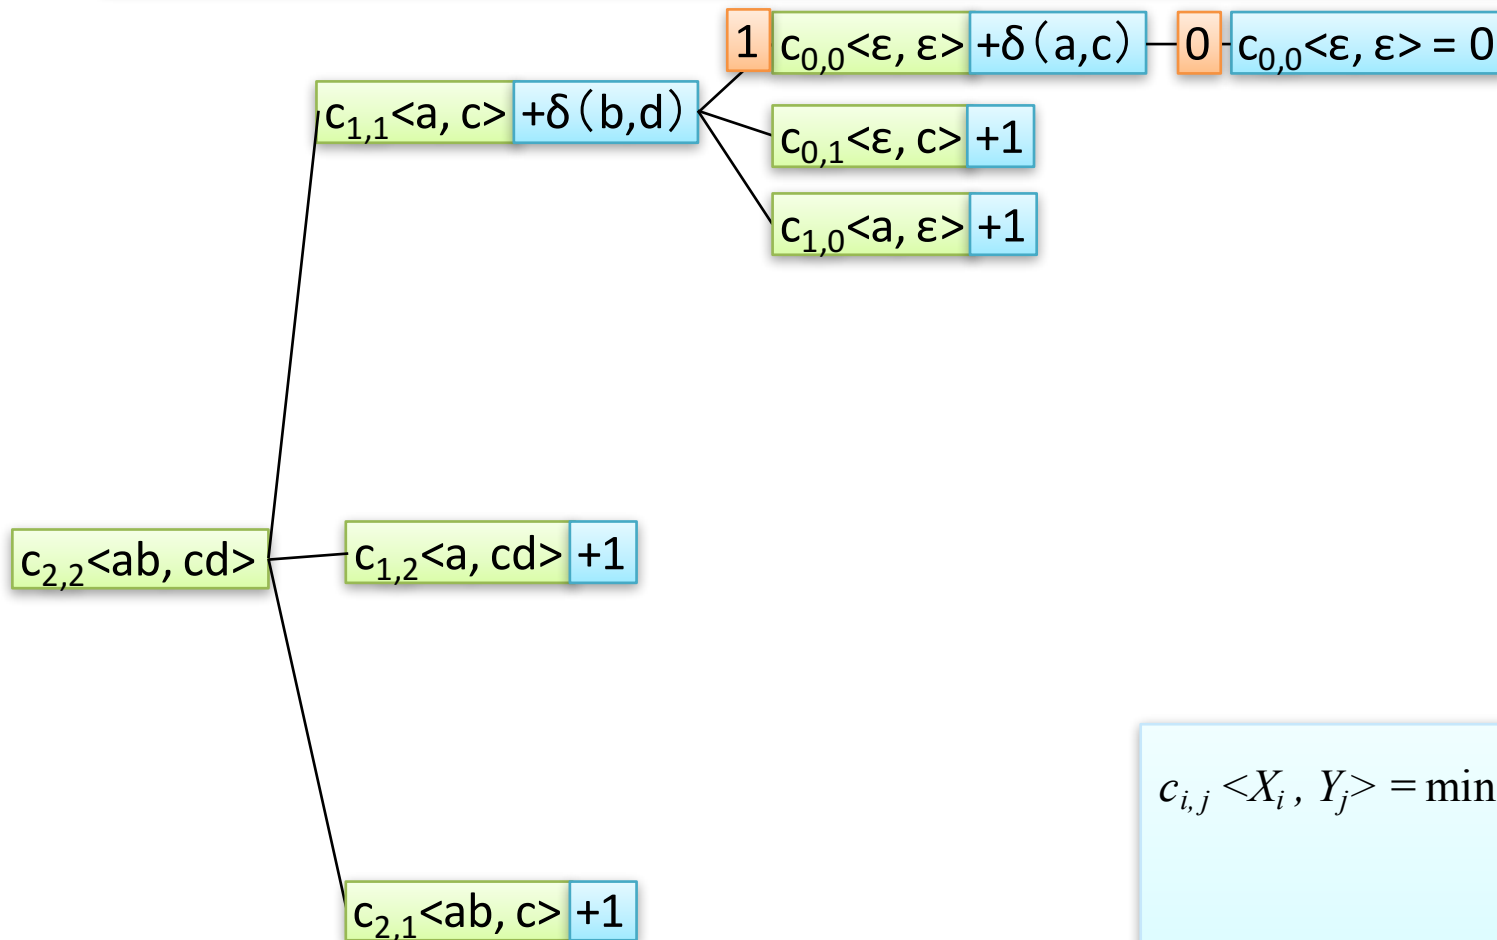 1 c0,0<ε, ε> +δ(a,c) 0 c0,0<ε, ε> = 0
c1,1<a, c> +δ(b,d)
c0,1<ε, c> +1
c1,0<a, ε> +1
c2,2<ab, cd>
c1,2<a, cd> +1
ci, j <Xi , Yj> = min
c2,1<ab, c> +1